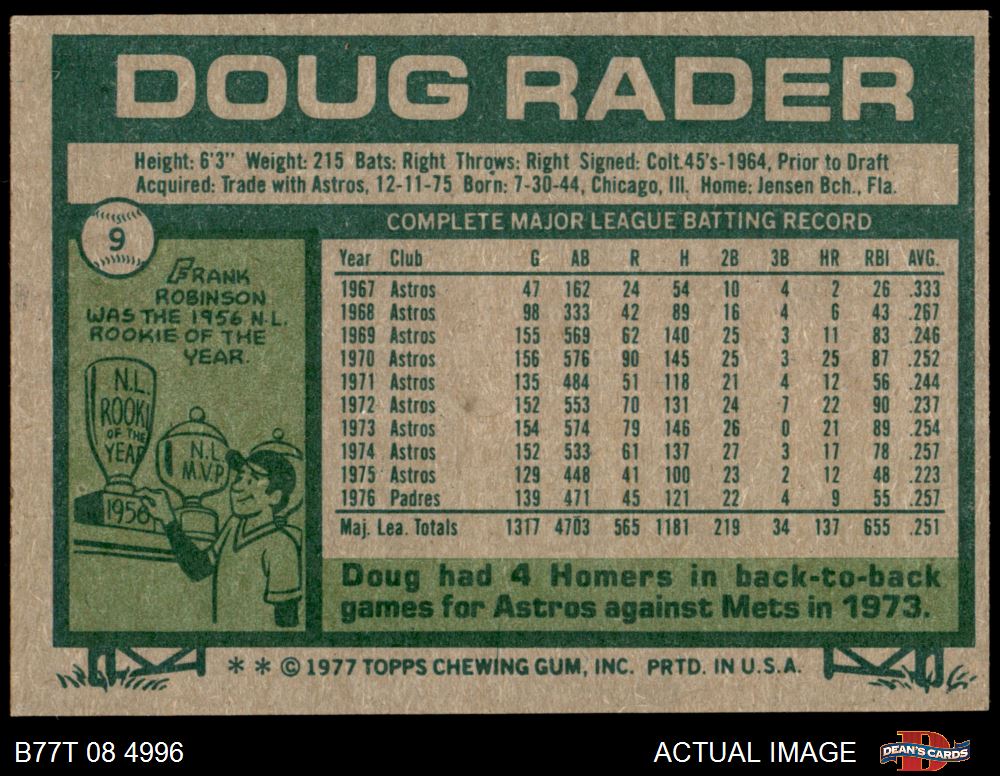 DOUG RADER
Height: 6'3" Weight: 215 Bats: Right Throws: Right Signed: Colt.45's-1964, Prior to Draft
Acquired: Trade with Astros, 12-11-75 Born: 7-30-44, Chicago, Ill. Home: Jensen Bch., Fla.
9
FRANK
ROBINSON
WAS THE 1956 N.L.
ROOKIE OF THE
YEAR.
N.L.
ROOKI
OF THE
YEAR
1956
N.L.
M.V.P.
COMPLETE MAJOR LEAGUE BATTING RECORD
Year Club G AB R H 2B 3B HR RBI AVG.
1967 Astros 47 162 24 54 10 4 2 26 .333
1968 Astros 98 333 42 89 16 4 6 43 .267
1969 Astros 155 569 62 140 25 3 11 83 .246
1970 Astros 156 576 90 145 25 3 25 87 .252
1971 Astros 135 484 51 118 21 4 12 56 .244
1972 Astros 152 553 70 131 24 7 22 90 .237
1973 Astros 154 574 79 146 26 0 21 89 .254
1974 Astros 152 533 61 137 27 3 17 78 .257
1975 Astros 129 448 41 100 23 2 12 48 .223
1976 Padres 139 471 45 121 22 4 9 55 .257
Maj. Lea. Totals 1317 4703 565 1181 219 34 137 655 .251
Doug had 4 Homers in back-to-back
games for Astros against Mets in 1973.
** © 1977 TOPPS CHEWING GUM, INC. PRTD. IN U.S.A.
B77T 08 4996
ACTUAL IMAGE
D
DEAN'S CARDS